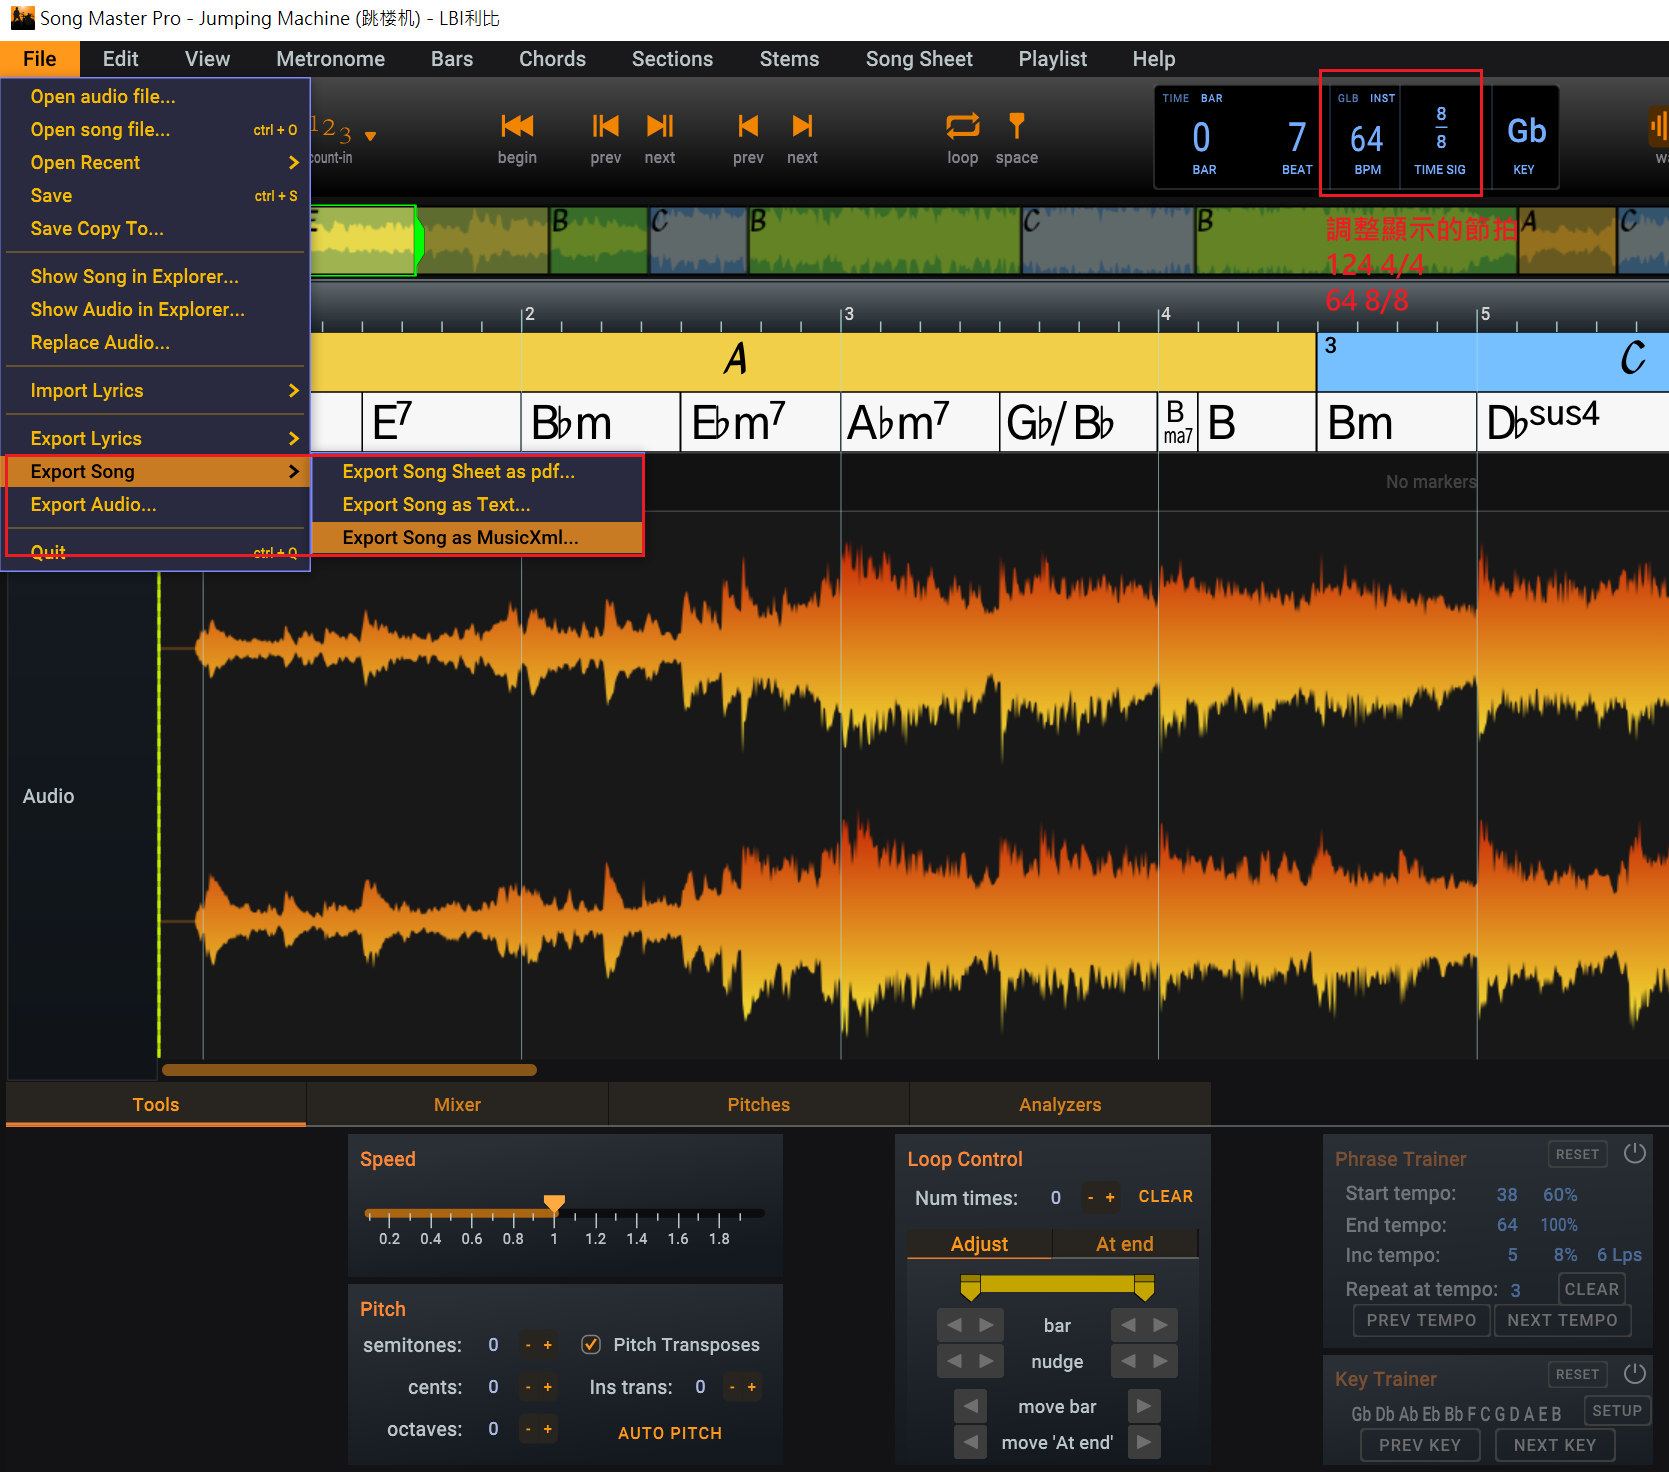 Song Master Pro - Jumping Machine (跳楼机) - LBI利比
File Edit View Metronome Bars Chords Sections Stems Song Sheet Playlist Help
Open audio file...
Open song file... ctrl + O
Open Recent
Save ctrl + S
Save Copy To...
Show Song in Explorer...
Show Audio in Explorer...
Replace Audio...
Import Lyrics
Export Lyrics
Export Song
Export Audio...
Quit ctrl + Q
Export Song Sheet as pdf...
Export Song as Text...
Export Song as MusicXml...
1 2 3
count-in
begin prev next prev next loop space
TIME BAR GLB INST
0 7 64 8/8 Gb
BAR BEAT BPM TIME SIG KEY
E B C B C B A C
調整顯示的節拍
124 4/4
64 8/8
2 3 4 5
A 3 C
E7 B♭m E♭m7 A♭m7 G♭/B♭ B ma7 B Bm D♭sus4
No markers
Audio
Tools Mixer Pitches Analyzers
Speed
0.2 0.4 0.6 0.8 1 1.2 1.4 1.6 1.8
Pitch
semitones: 0 - + Pitch Transposes
cents: 0 - + Ins trans: 0 - +
octaves: 0 - + AUTO PITCH
Loop Control
Num times: 0 - + CLEAR
Adjust At end
bar
nudge
move bar
move 'At end'
Phrase Trainer RESET
Start tempo: 38 60%
End tempo: 64 100%
Inc tempo: 5 8% 6 Lps
Repeat at tempo: 3 CLEAR
PREV TEMPO NEXT TEMPO
Key Trainer RESET
Gb Db Ab Eb Bb F C G D A E B SETUP
PREV KEY NEXT KEY